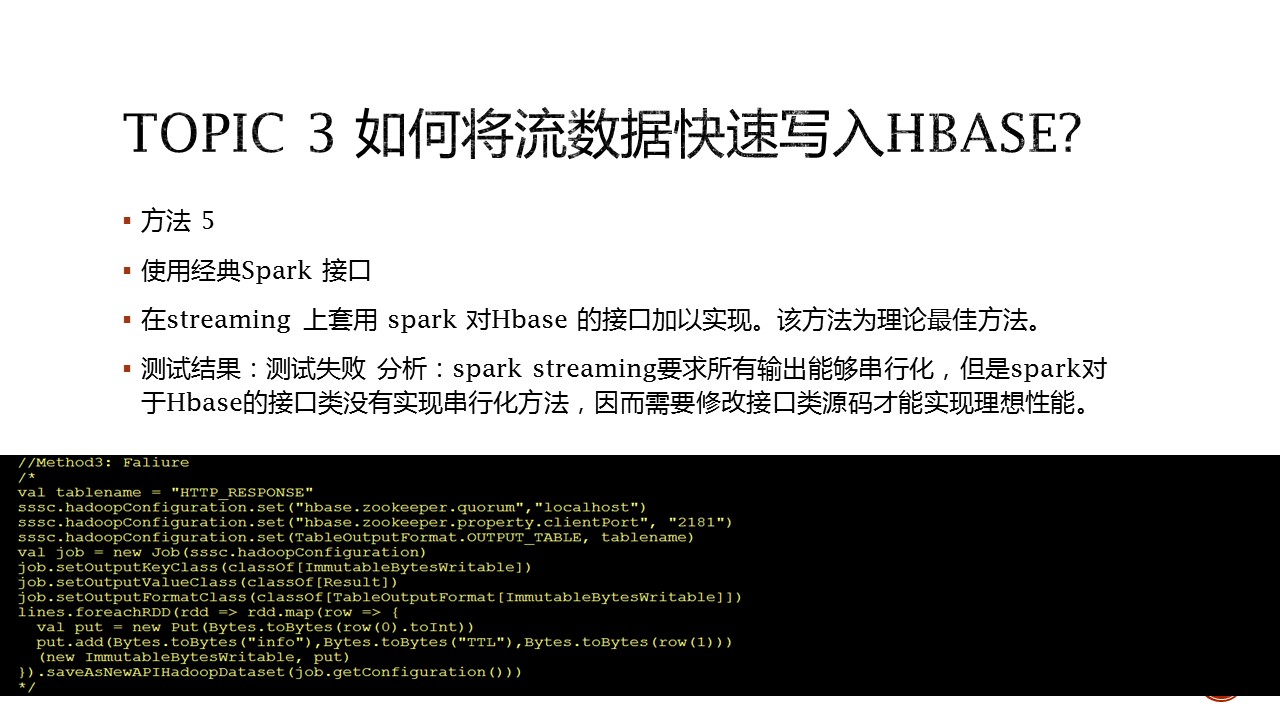 TOPIC 3 如何将流数据快速写入HBASE?
▪ 方法 5
▪ 使用经典Spark 接口
▪ 在streaming 上套用 spark 对Hbase 的接口加以实现。该方法为理论最佳方法。
▪ 测试结果：测试失败 分析：spark streaming要求所有输出能够串行化，但是spark对
于Hbase的接口类没有实现串行化方法，因而需要修改接口类源码才能实现理想性能。
//Method3: Faliure
/*
val tablename = "HTTP_RESPONSE"
sssc.hadoopConfiguration.set("hbase.zookeeper.quorum","localhost")
sssc.hadoopConfiguration.set("hbase.zookeeper.property.clientPort", "2181")
sssc.hadoopConfiguration.set(TableOutputFormat.OUTPUT_TABLE, tablename)
val job = new Job(sssc.hadoopConfiguration)
job.setOutputKeyClass(classOf[ImmutableBytesWritable])
job.setOutputValueClass(classOf[Result])
job.setOutputFormatClass(classOf[TableOutputFormat[ImmutableBytesWritable]])
lines.foreachRDD(rdd => rdd.map(row => {
  val put = new Put(Bytes.toBytes(row(0).toInt))
  put.add(Bytes.toBytes("info"),Bytes.toBytes("TTL"),Bytes.toBytes(row(1)))
  (new ImmutableBytesWritable, put)
}).saveAsNewAPIHadoopDataset(job.getConfiguration()))
*/